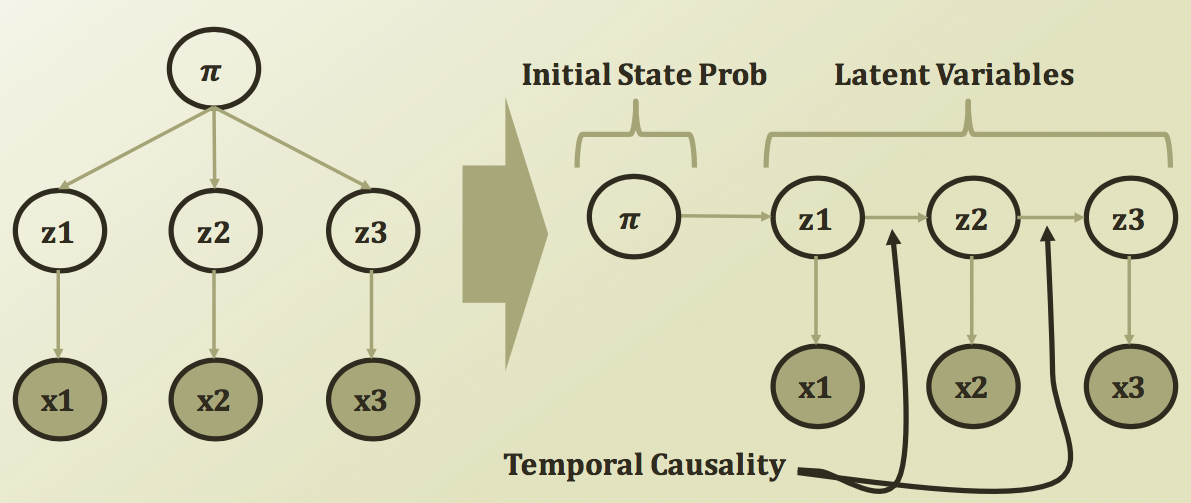 π
z1 z2 z3
x1 x2 x3
Initial State Prob
Latent Variables
π z1 z2 z3
x1 x2 x3
Temporal Causality